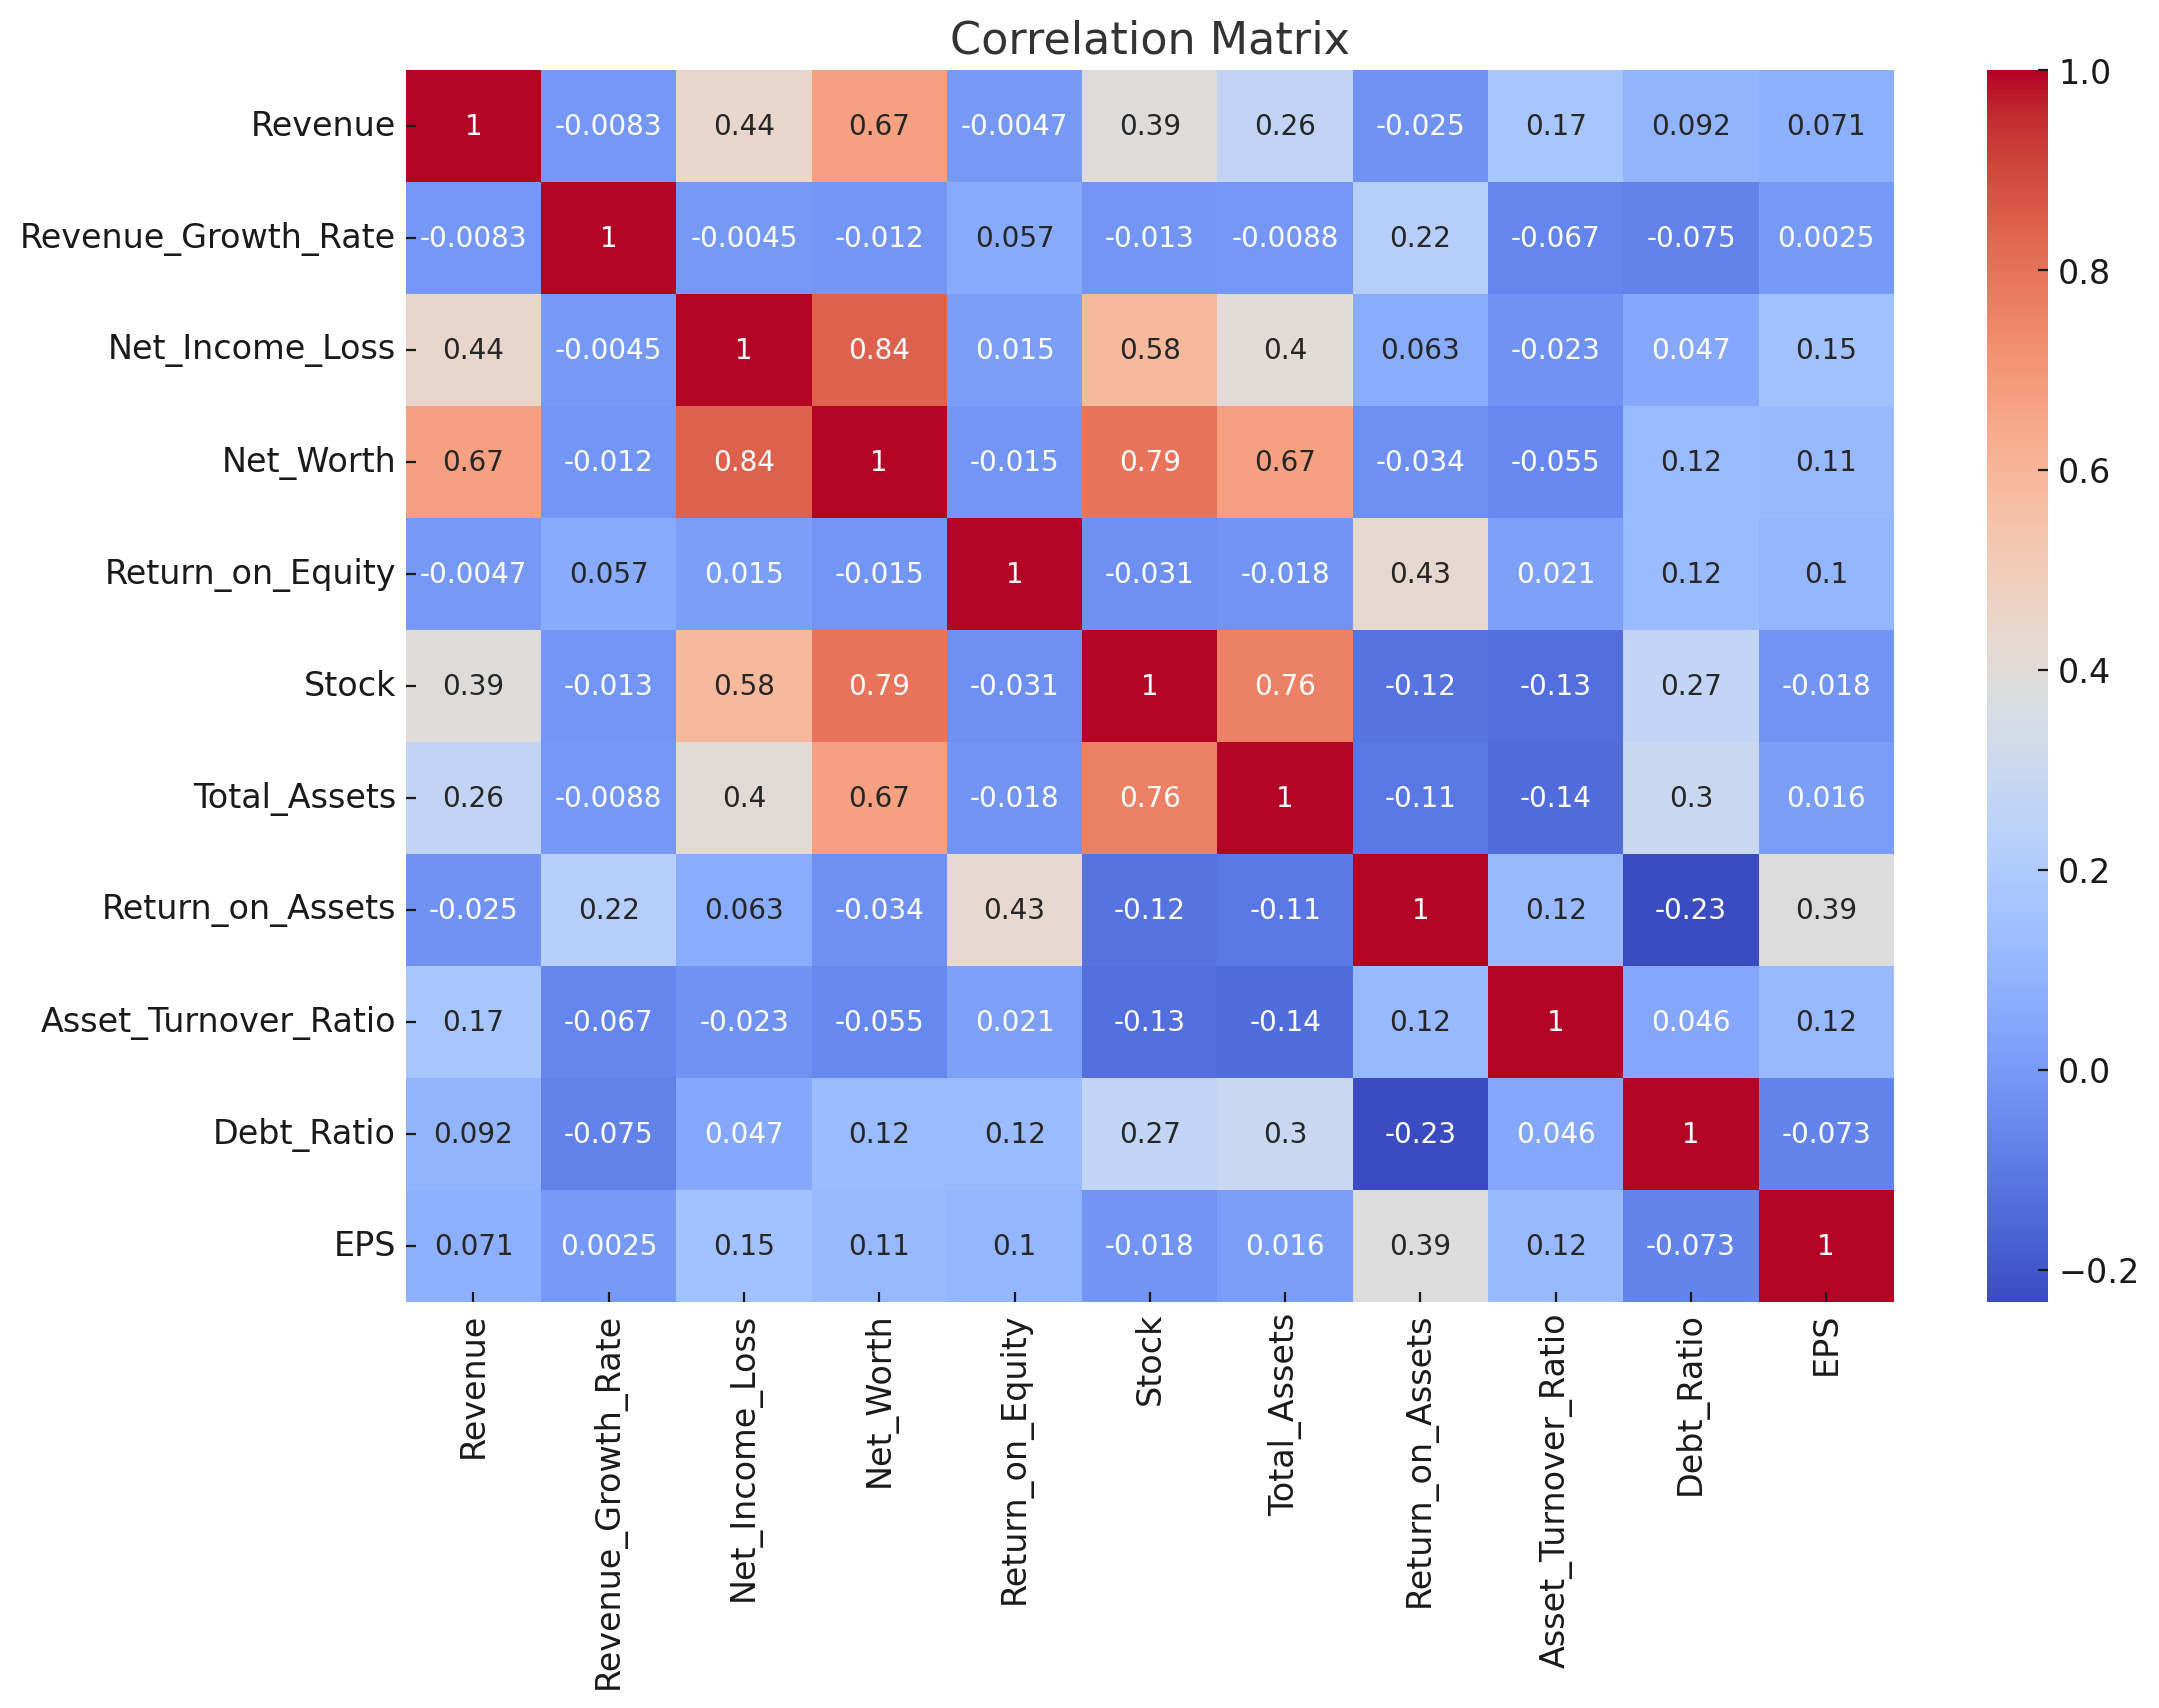 Correlation Matrix
Revenue 1 -0.0083 0.44 0.67 -0.0047 0.39 0.26 -0.025 0.17 0.092 0.071
Revenue_Growth_Rate -0.0083 1 -0.0045 -0.012 0.057 -0.013 -0.0088 0.22 -0.067 -0.075 0.0025
Net_Income_Loss 0.44 -0.0045 1 0.84 0.015 0.58 0.4 0.063 -0.023 0.047 0.15
Net_Worth 0.67 -0.012 0.84 1 -0.015 0.79 0.67 -0.034 -0.055 0.12 0.11
Return_on_Equity -0.0047 0.057 0.015 -0.015 1 -0.031 -0.018 0.43 0.021 0.12 0.1
Stock 0.39 -0.013 0.58 0.79 -0.031 1 0.76 -0.12 -0.13 0.27 -0.018
Total_Assets 0.26 -0.0088 0.4 0.67 -0.018 0.76 1 -0.11 -0.14 0.3 0.016
Return_on_Assets -0.025 0.22 0.063 -0.034 0.43 -0.12 -0.11 1 0.12 -0.23 0.39
Asset_Turnover_Ratio 0.17 -0.067 -0.023 -0.055 0.021 -0.13 -0.14 0.12 1 0.046 0.12
Debt_Ratio 0.092 -0.075 0.047 0.12 0.12 0.27 0.3 -0.23 0.046 1 -0.073
EPS 0.071 0.0025 0.15 0.11 0.1 -0.018 0.016 0.39 0.12 -0.073 1
Revenue
Revenue_Growth_Rate
Net_Income_Loss
Net_Worth
Return_on_Equity
Stock
Total_Assets
Return_on_Assets
Asset_Turnover_Ratio
Debt_Ratio
EPS
1.0
0.8
0.6
0.4
0.2
0.0
−0.2